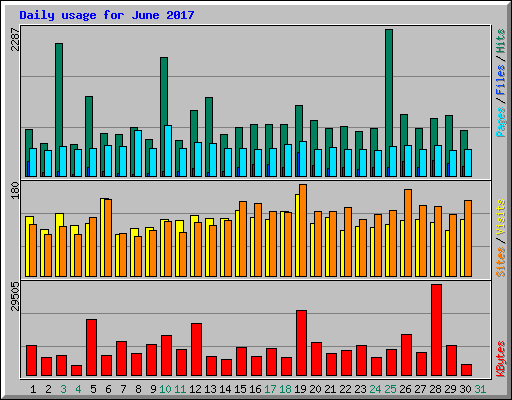 Daily usage for June 2017
2287
Pages / Files / Hits
180
Sites / Visits
29505
KBytes
1 2 3 4 5 6 7 8 9 10 11 12 13 14 15 16 17 18 19 20 21 22 23 24 25 26 27 28 29 30 31